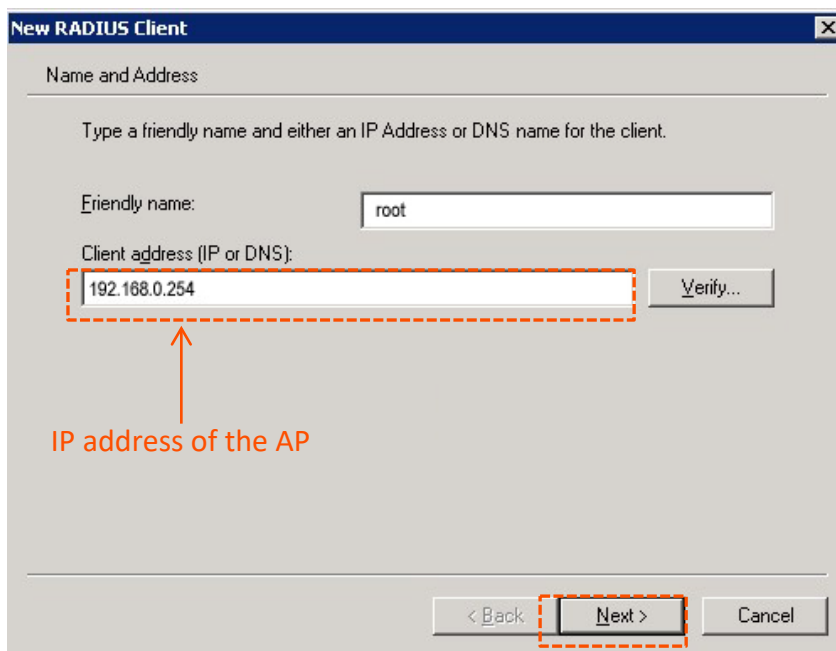 New RADIUS Client
Name and Address
Type a friendly name and either an IP Address or DNS name for the client.
Friendly name:
root
Client address (IP or DNS):
192.168.0.254
Verify...
IP address of the AP
< Back
Next >
Cancel